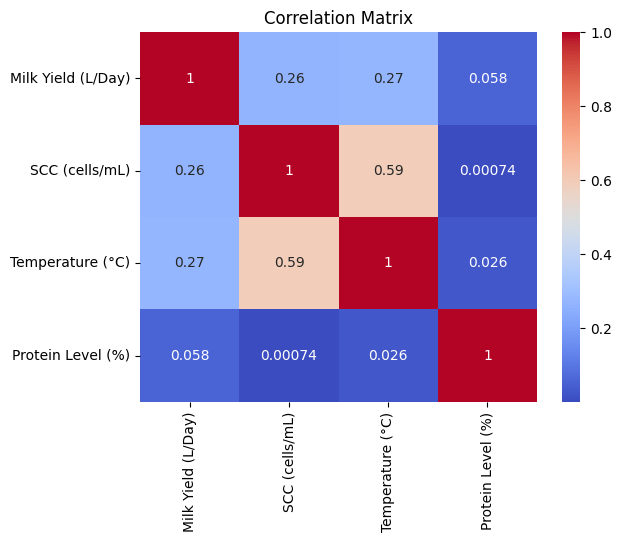 Correlation Matrix
Milk Yield (L/Day) 1 0.26 0.27 0.058
SCC (cells/mL) 0.26 1 0.59 0.00074
Temperature (°C) 0.27 0.59 1 0.026
Protein Level (%) 0.058 0.00074 0.026 1
Milk Yield (L/Day)
SCC (cells/mL)
Temperature (°C)
Protein Level (%)
1.0
0.8
0.6
0.4
0.2